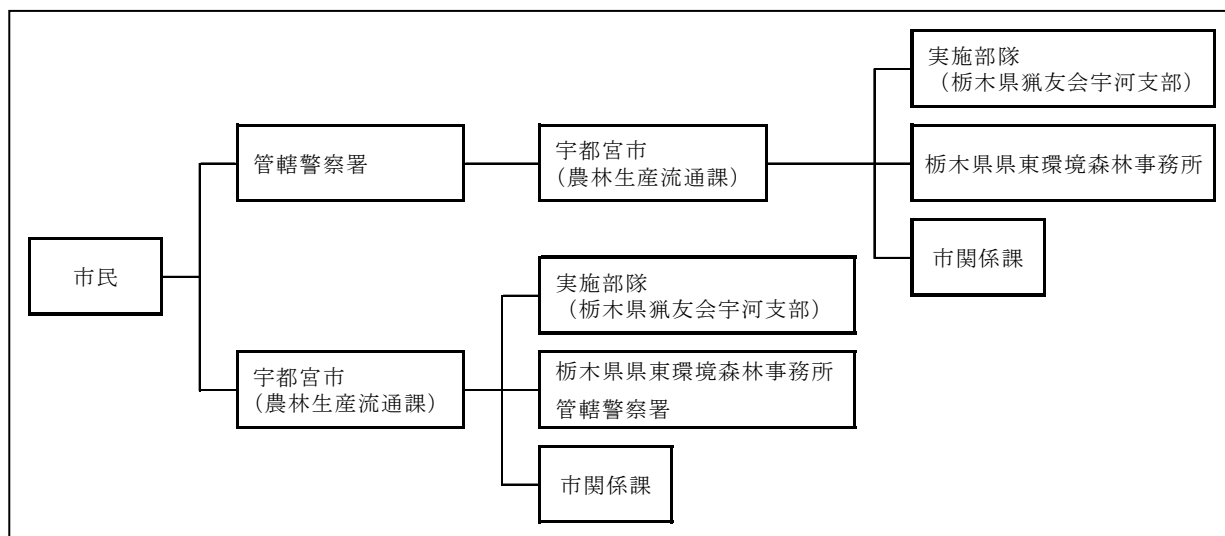 実施部隊
（栃木県猟友会宇河支部）
管轄警察署
宇都宮市
（農林生産流通課）
栃木県県東環境森林事務所
市関係課
市民
実施部隊
（栃木県猟友会宇河支部）
宇都宮市
（農林生産流通課）
栃木県県東環境森林事務所
管轄警察署
市関係課